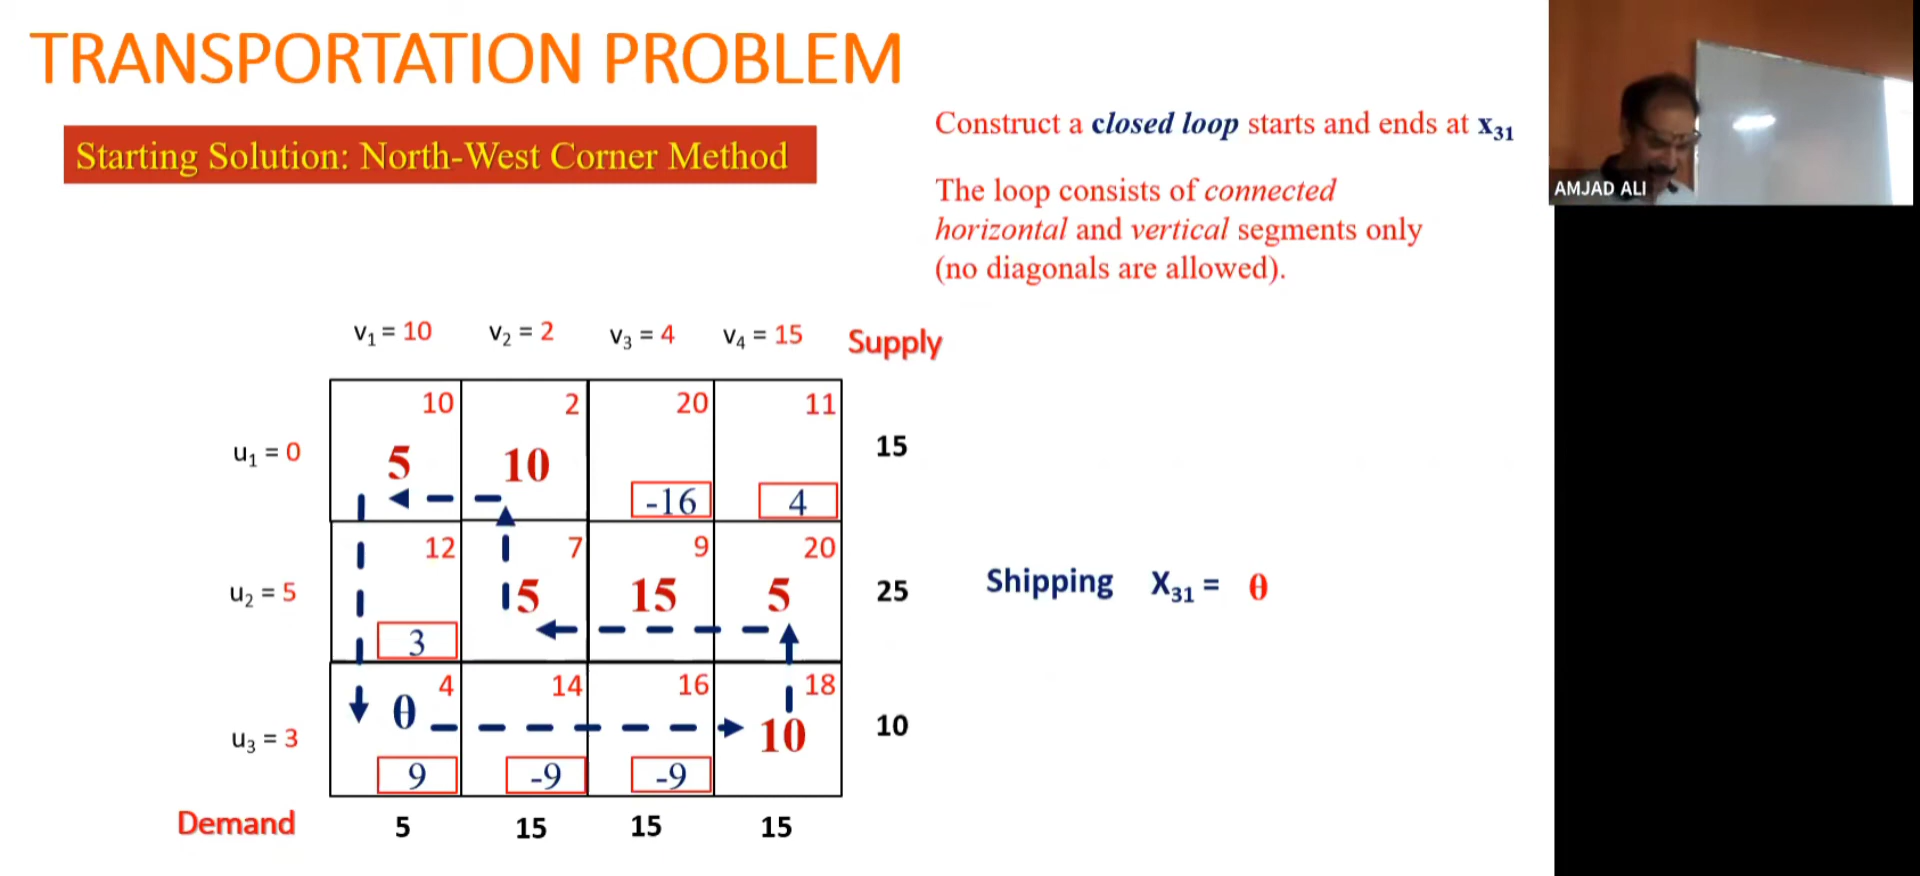 TRANSPORTATION PROBLEM
Starting Solution: North-West Corner Method
Construct a closed loop starts and ends at x31
The loop consists of connected
horizontal and vertical segments only
(no diagonals are allowed).
AMJAD ALI
v1 = 10 v2 = 2 v3 = 4 v4 = 15 Supply
10 2 20 11
u1 = 0 5 10 15
-16 4
12 7 9 20
u2 = 5 5 15 5 25
3
Shipping X31 = θ
4 14 16 18
u3 = 3 θ 10 10
9 -9 -9
Demand 5 15 15 15